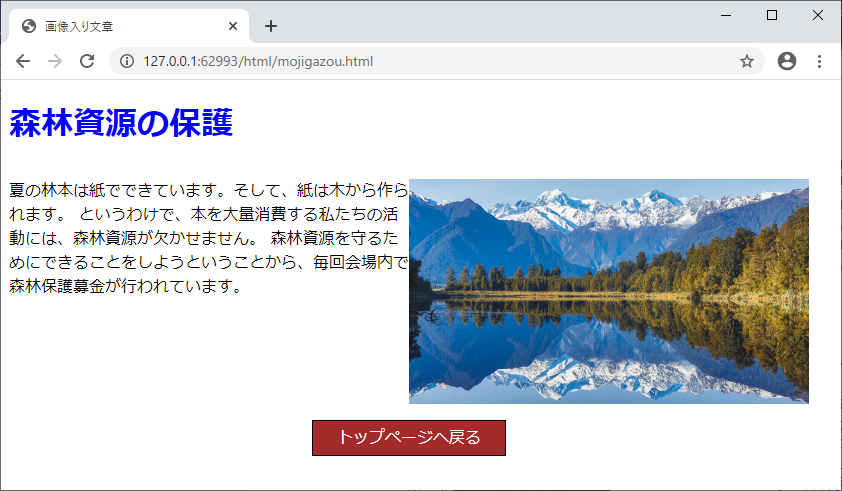 画像入り文章
127.0.0.1:62993/html/mojigazou.html
森林資源の保護
夏の林本は紙でできています。そして、紙は木から作ら
れます。 というわけで、本を大量消費する私たちの活
動には、森林資源が欠かせません。 森林資源を守るた
めにできることをしようということから、毎回会場内で
森林保護募金が行われています。
トップページへ戻る